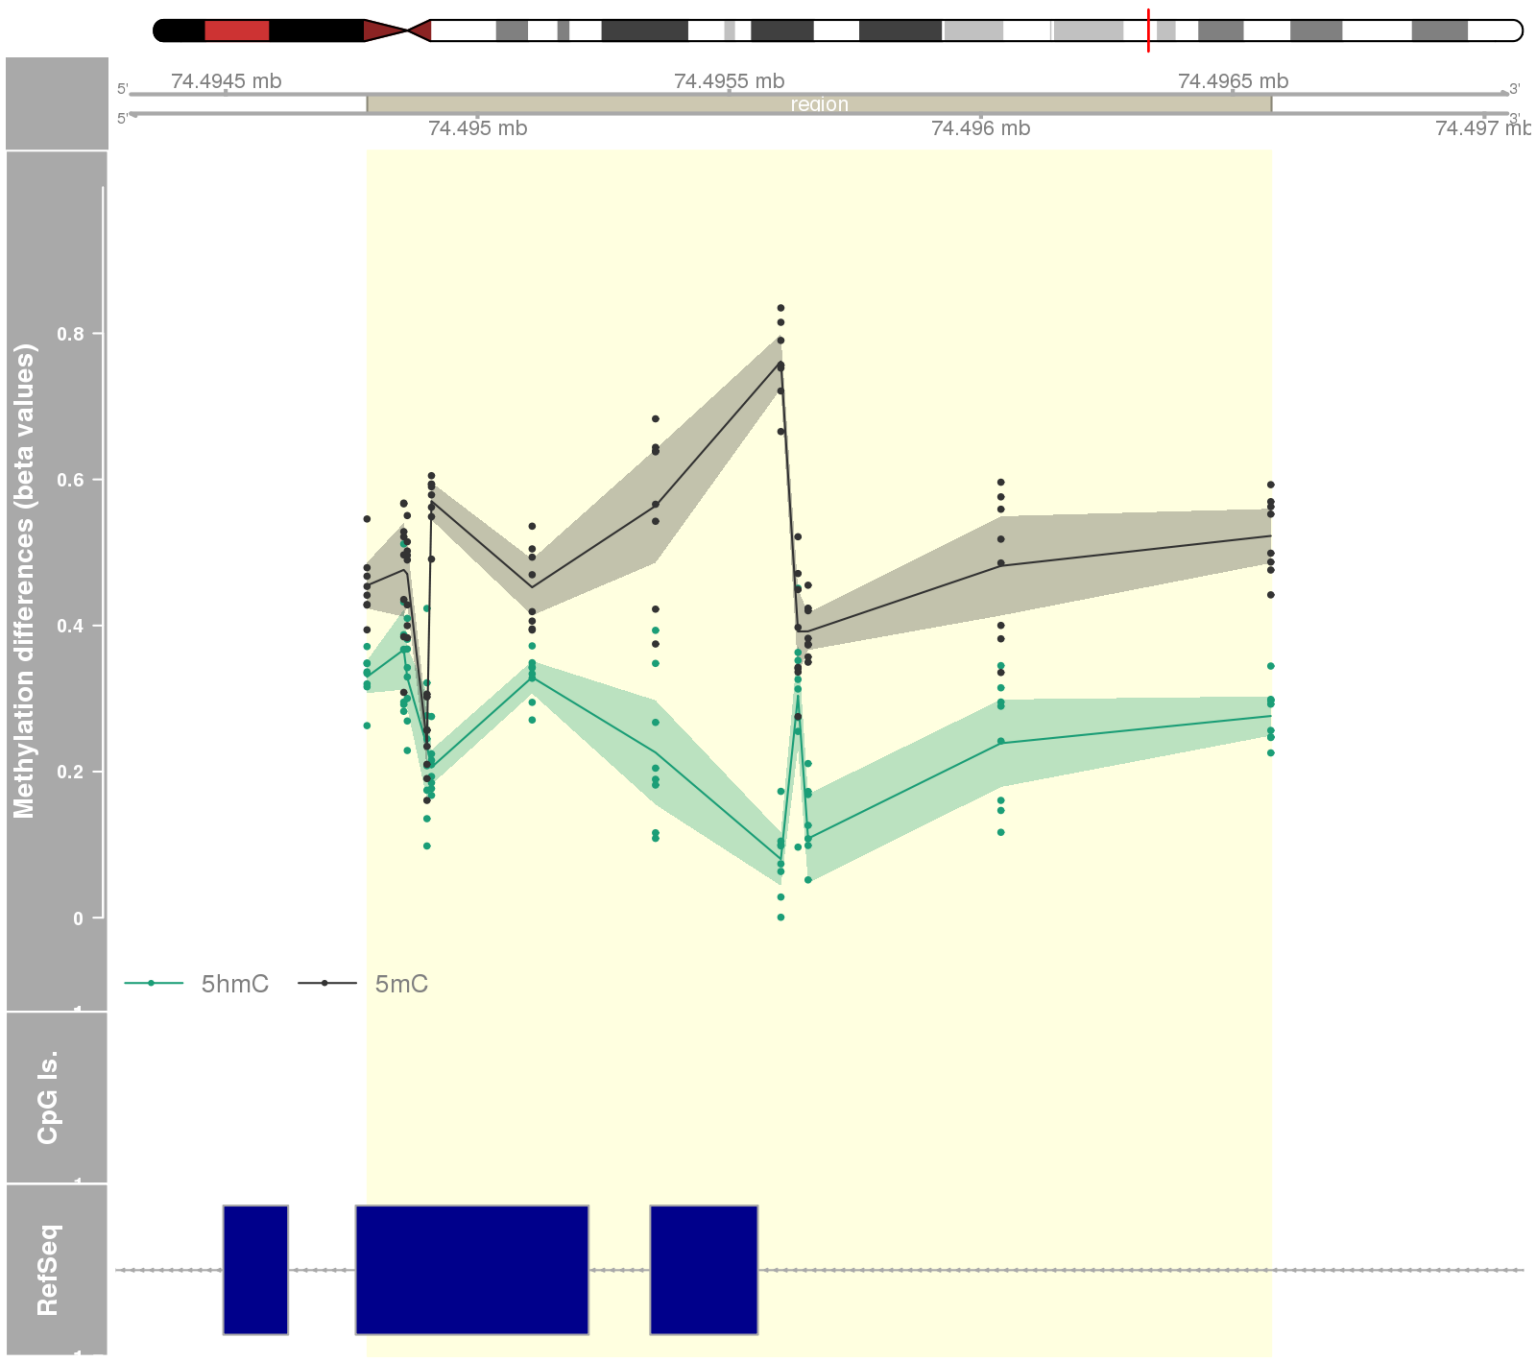 74.4945 mb 74.4955 mb 74.4965 mb
5' 3'
region
5' 3'
74.495 mb 74.496 mb 74.497 mb
Methylation differences (beta values)
0.8
0.6
0.4
0.2
0
5hmC 5mC
CpG Is.
RefSeq